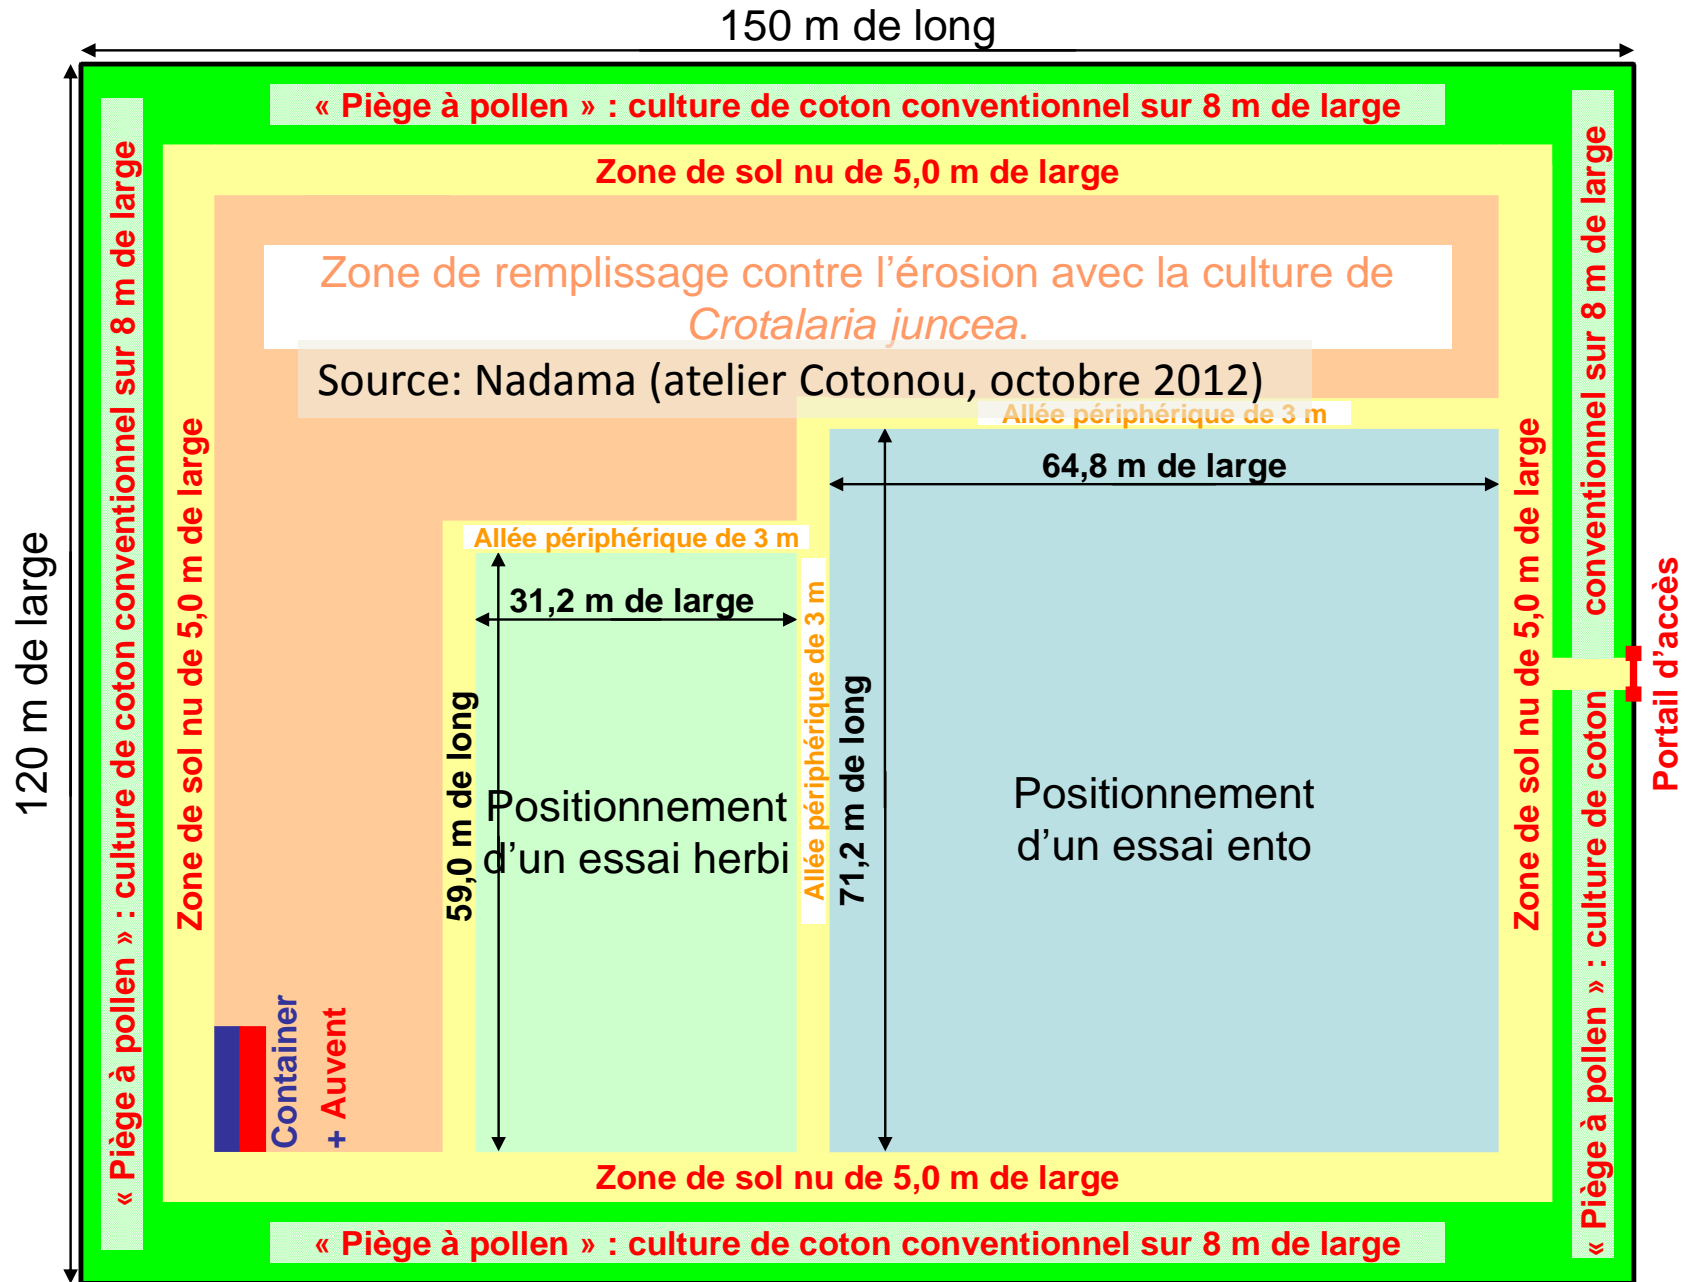 150 m de long
« Piège à pollen » : culture de coton conventionnel sur 8 m de large
Zone de sol nu de 5,0 m de large
Zone de remplissage contre l'érosion avec la culture de
Crotalaria juncea.
Source: Nadama (atelier Cotonou, octobre 2012)
Allée périphérique de 3 m
64,8 m de large
Allée périphérique de 3 m
31,2 m de large
120 m de large
« Piège à pollen » : culture de coton conventionnel sur 8 m de large
Zone de sol nu de 5,0 m de large
59,0 m de long
Positionnement
d'un essai herbi
Allée périphérique de 3 m
71,2 m de long
Positionnement
d'un essai ento
Zone de sol nu de 5,0 m de large
« Piège à pollen » : culture de coton conventionnel sur 8 m de large
Portail d'accès
Container
+ Auvent
Zone de sol nu de 5,0 m de large
« Piège à pollen » : culture de coton conventionnel sur 8 m de large